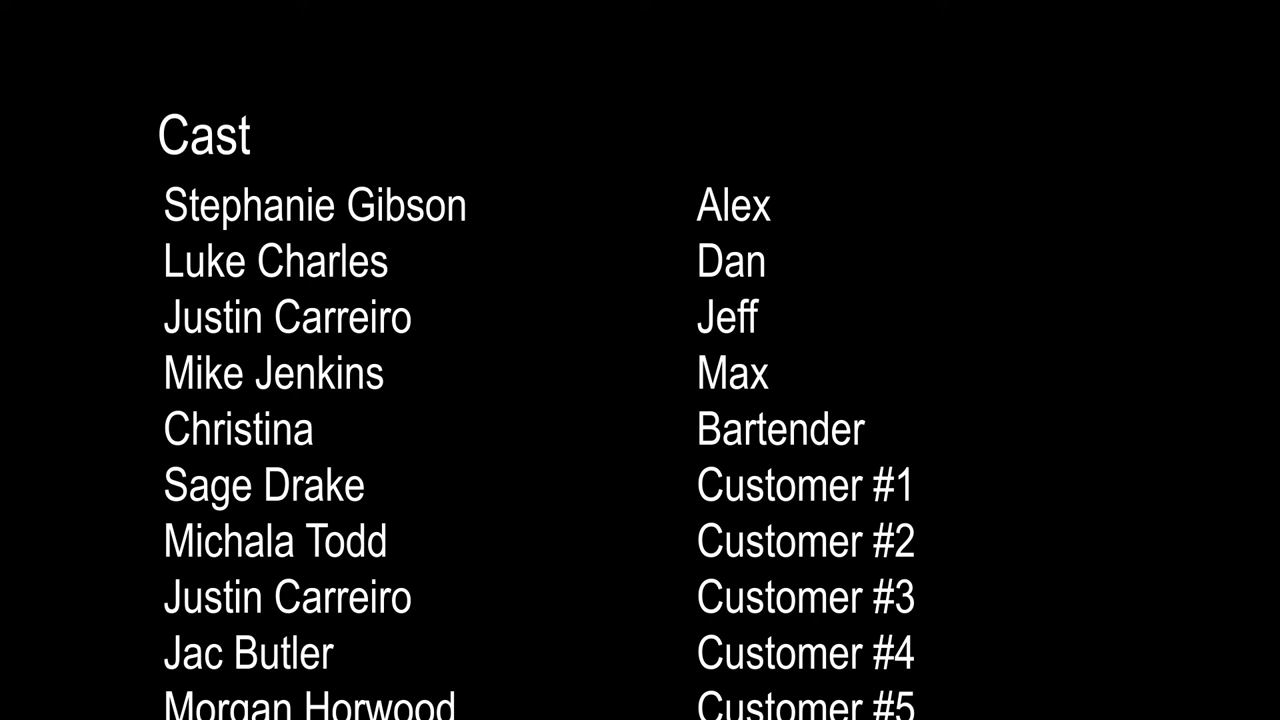 Cast
Stephanie Gibson Alex
Luke Charles Dan
Justin Carreiro Jeff
Mike Jenkins Max
Christina Bartender
Sage Drake Customer #1
Michala Todd Customer #2
Justin Carreiro Customer #3
Jac Butler Customer #4
Morgan Horwood Customer #5